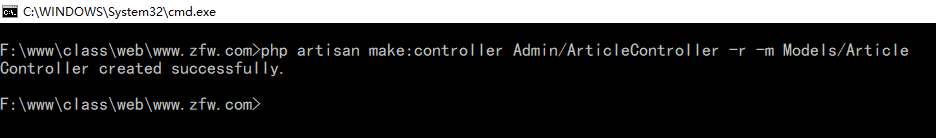 C:\WINDOWS\System32\cmd.exe
F:\www\class\web\www.zfw.com>php artisan make:controller Admin/ArticleController -r -m Models/Article
Controller created successfully.
F:\www\class\web\www.zfw.com>